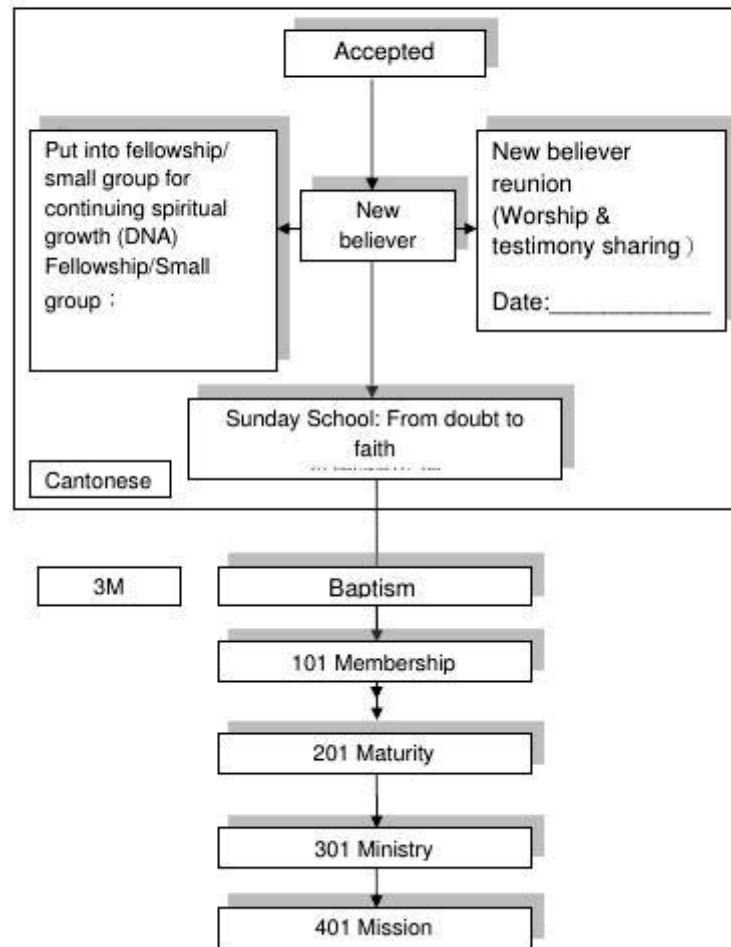 Accepted
Put into fellowship/
small group for
continuing spiritual
growth (DNA)
Fellowship/Small
group：
New
believer
New believer
reunion
(Worship &
testimony sharing）
Date:_____________
Sunday School: From doubt to
faith
Cantonese
3M
Baptism
101 Membership
201 Maturity
301 Ministry
401 Mission